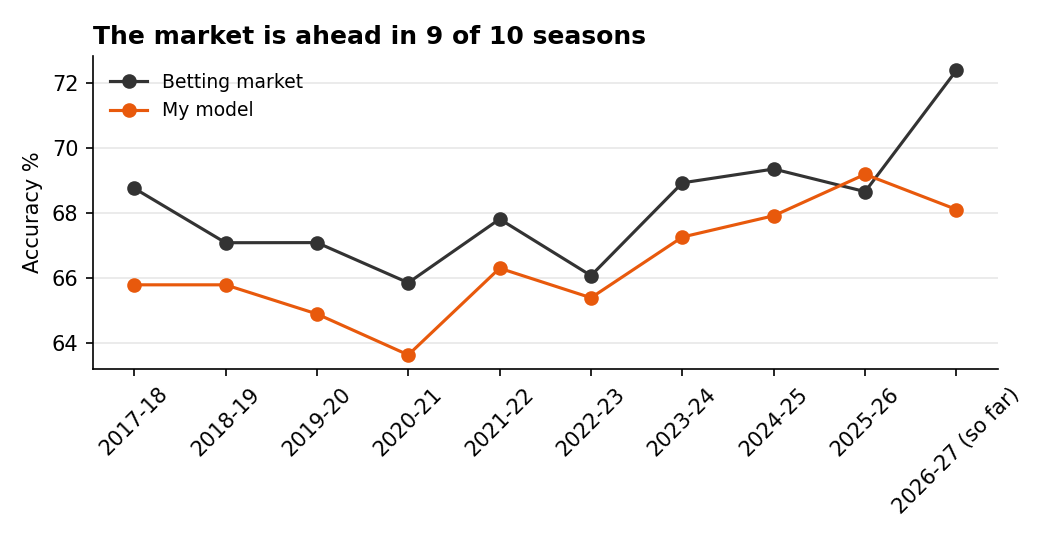 The market is ahead in 9 of 10 seasons
Betting market
My model
Accuracy %
72
70
68
66
64
2017-18
2018-19
2019-20
2020-21
2021-22
2022-23
2023-24
2024-25
2025-26
2026-27 (so far)